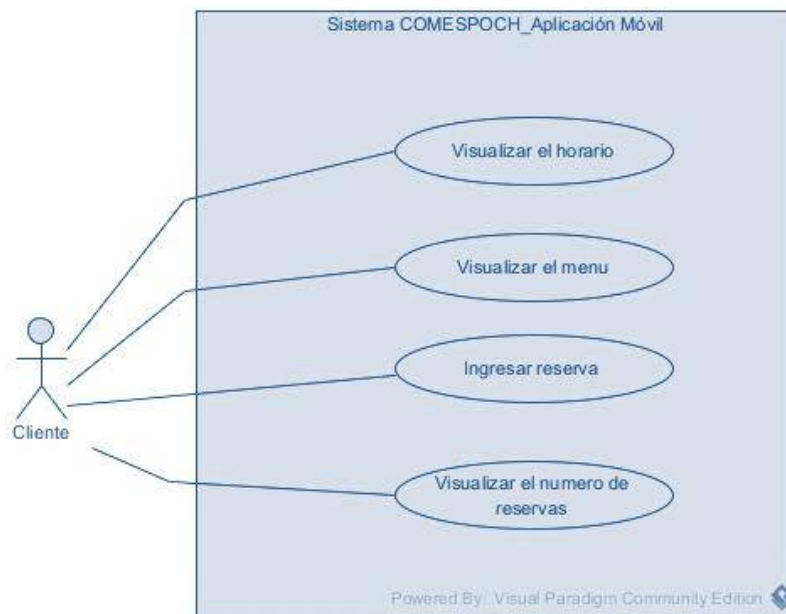 Sistema COMESPOCH_Aplicación Móvil
Visualizar el horario
Visualizar el menu
Ingresar reserva
Cliente
Visualizar el numero de
reservas
Powered By: Visual Paradigm Community Edition